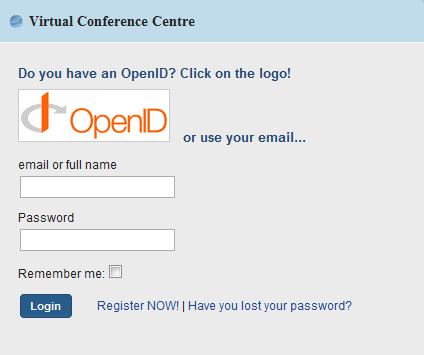 Virtual Conference Centre
Do you have an OpenID? Click on the logo!
OpenID
or use your email...
email or full name
Password
Remember me:
Login
Register NOW! | Have you lost your password?